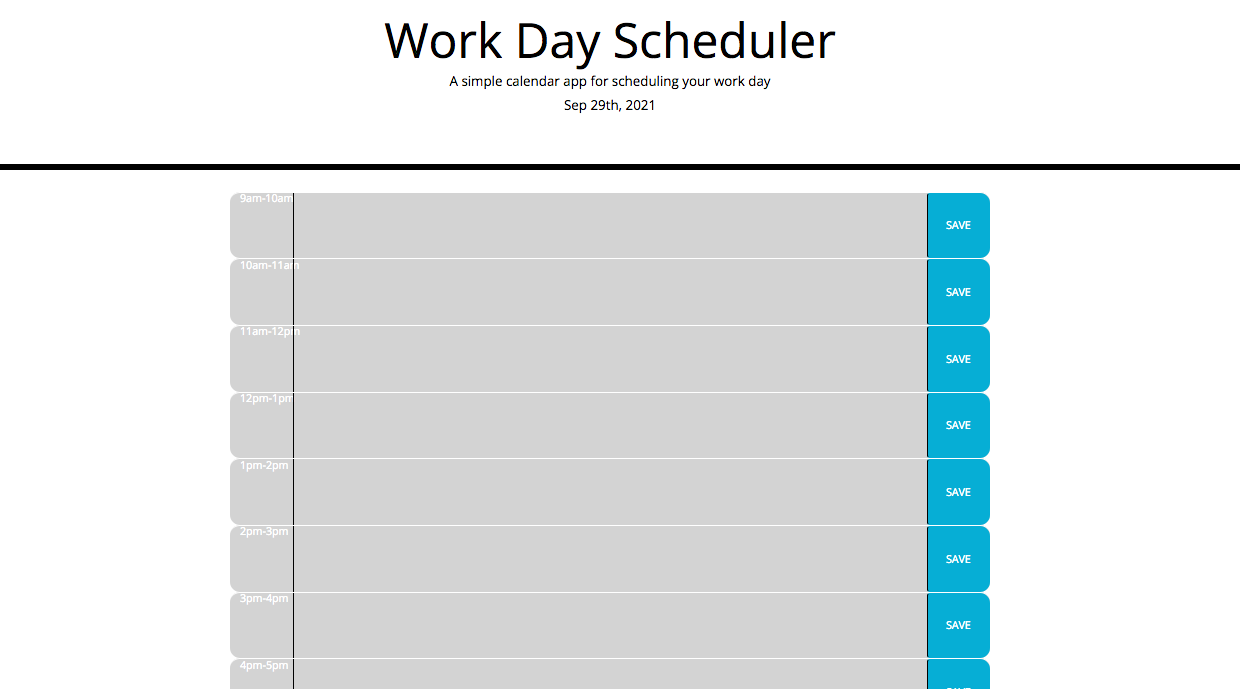 Work Day Scheduler
A simple calendar app for scheduling your work day
Sep 29th, 2021
9am-10am
SAVE
10am-11am
SAVE
11am-12pm
SAVE
12pm-1pm
SAVE
1pm-2pm
SAVE
2pm-3pm
SAVE
3pm-4pm
SAVE
4pm-5pm